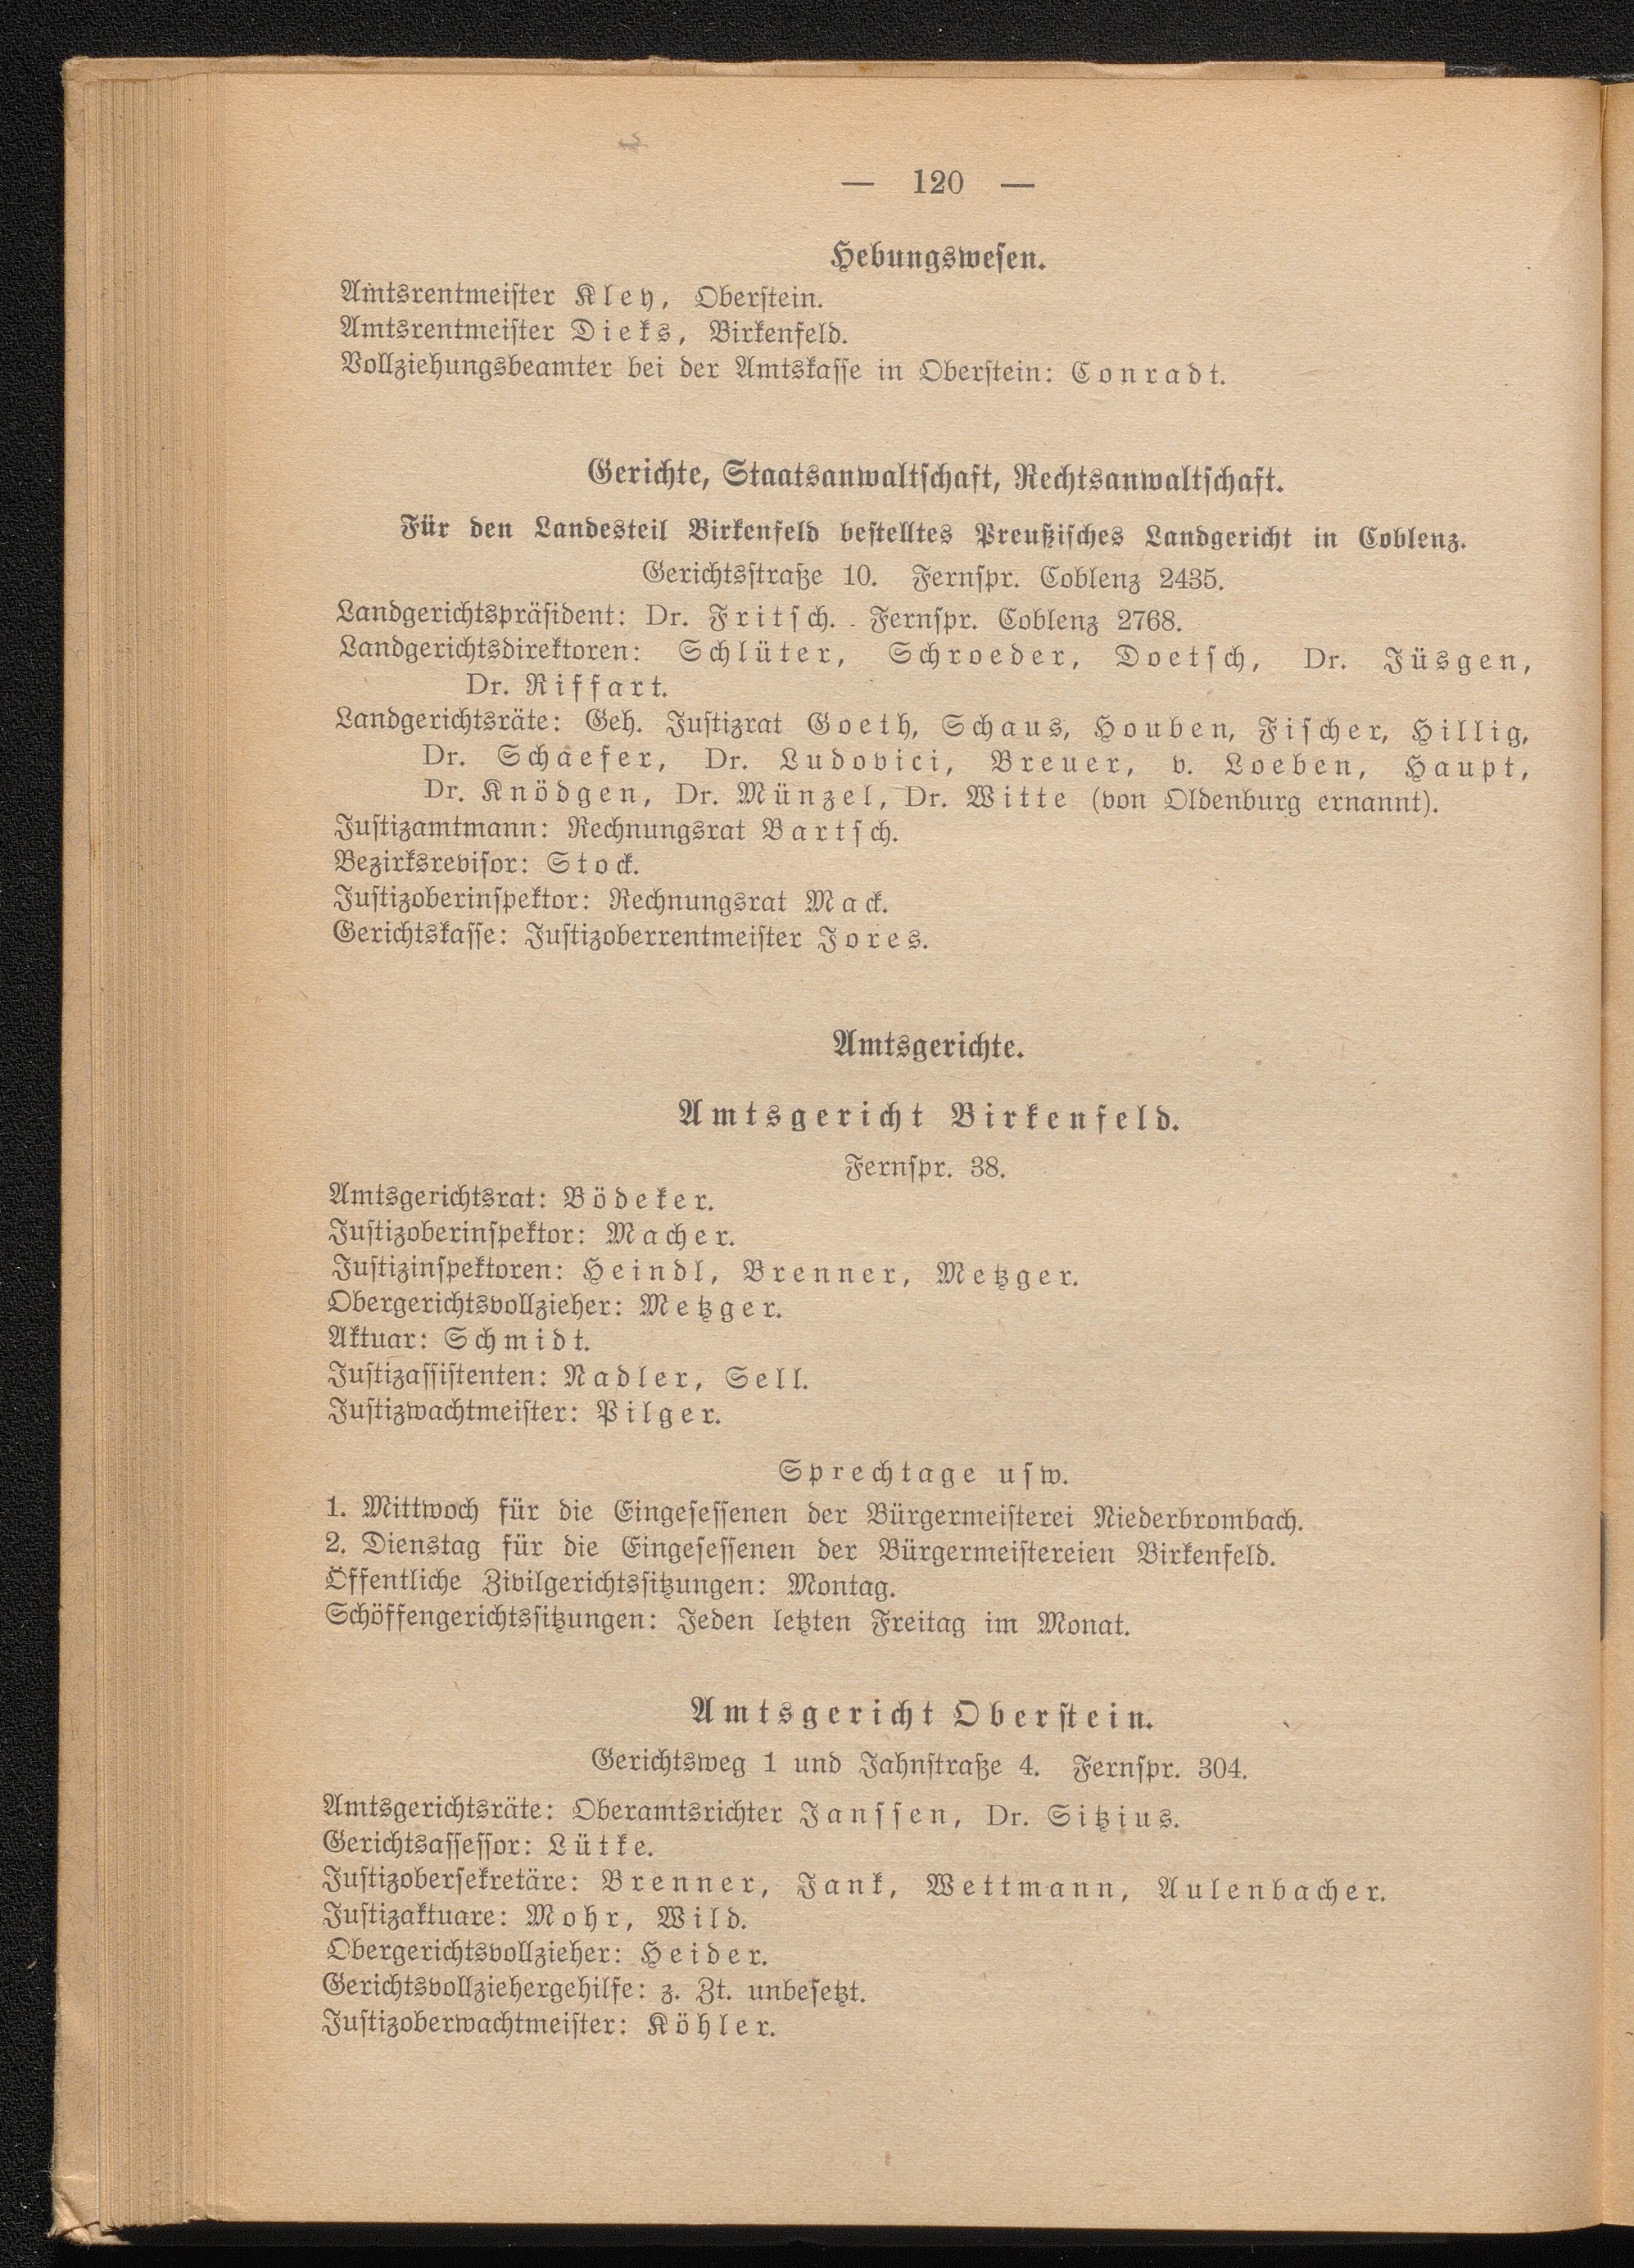 — 120 —
Hebungswesen.
Amtsrentmeister Kley, Oberstein.
Amtsrentmeister Dieks, Birkenfeld.
Vollziehungsbeamter bei der Amtskasse in Oberstein: Conradt.
Gerichte, Staatsanwaltschaft, Rechtsanwaltschaft.
Für den Landesteil Birkenfeld bestelltes Preußisches Landgericht in Coblenz.
Gerichtsstraße 10. Fernspr. Coblenz 2435.
Landgerichtspräsident: Dr. Fritsch. Fernspr. Coblenz 2768.
Landgerichtsdirektoren: Schlüter, Schroeder, Doetsch, Dr. Jüsgen,
Dr. Riffart.
Landgerichtsräte: Geh. Justizrat Goeth, Schaus, Houben, Fischer, Hillig,
Dr. Schaefer, Dr. Ludovici, Breuer, v. Loeben, Haupt,
Dr. Knödgen, Dr. Münzel, Dr. Witte (von Oldenburg ernannt).
Justizamtmann: Rechnungsrat Bartsch.
Bezirksrevisor: Stock.
Justizoberinspektor: Rechnungsrat Mack.
Gerichtskasse: Justizoberrentmeister Jores.
Amtsgerichte.
Amtsgericht Birkenfeld.
Fernspr. 38.
Amtsgerichtsrat: Bödeker.
Justizoberinspektor: Macher.
Justizinspektoren: Heindl, Brenner, Metzger.
Obergerichtsvollzieher: Metzger.
Aktuar: Schmidt.
Justizassistenten: Nadler, Sell.
Justizwachtmeister: Pilger.
Sprechtage usw.
1. Mittwoch für die Eingesessenen der Bürgermeisterei Niederbrombach.
2. Dienstag für die Eingesessenen der Bürgermeistereien Birkenfeld.
Öffentliche Zivilgerichtssitzungen: Montag.
Schöffengerichtssitzungen: Jeden letzten Freitag im Monat.
Amtsgericht Oberstein.
Gerichtsweg 1 und Jahnstraße 4. Fernspr. 304.
Amtsgerichtsräte: Oberamtsrichter Janssen, Dr. Sitzius.
Gerichtsassessor: Lütke.
Justizobersekretäre: Brenner, Jank, Wettmann, Aulenbacher.
Justizaktuare: Mohr, Wild.
Obergerichtsvollzieher: Heider.
Gerichtsvollziehergehilfe: z. Zt. unbesetzt.
Justizoberwachtmeister: Köhler.